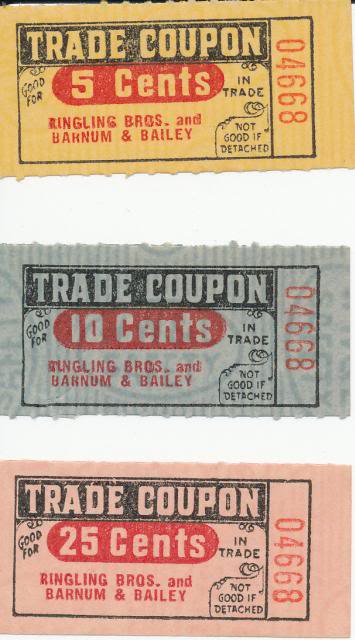 TRADE COUPON
GOOD FOR
5 Cents
IN TRADE
RINGLING BROS. and
BARNUM & BAILEY
NOT
GOOD IF
DETACHED
04668
TRADE COUPON
GOOD FOR
10 Cents
IN TRADE
RINGLING BROS. and
BARNUM & BAILEY
NOT
GOOD IF
DETACHED
04668
TRADE COUPON
GOOD FOR
25 Cents
IN TRADE
RINGLING BROS. and
BARNUM & BAILEY
NOT
GOOD IF
DETACHED
04668